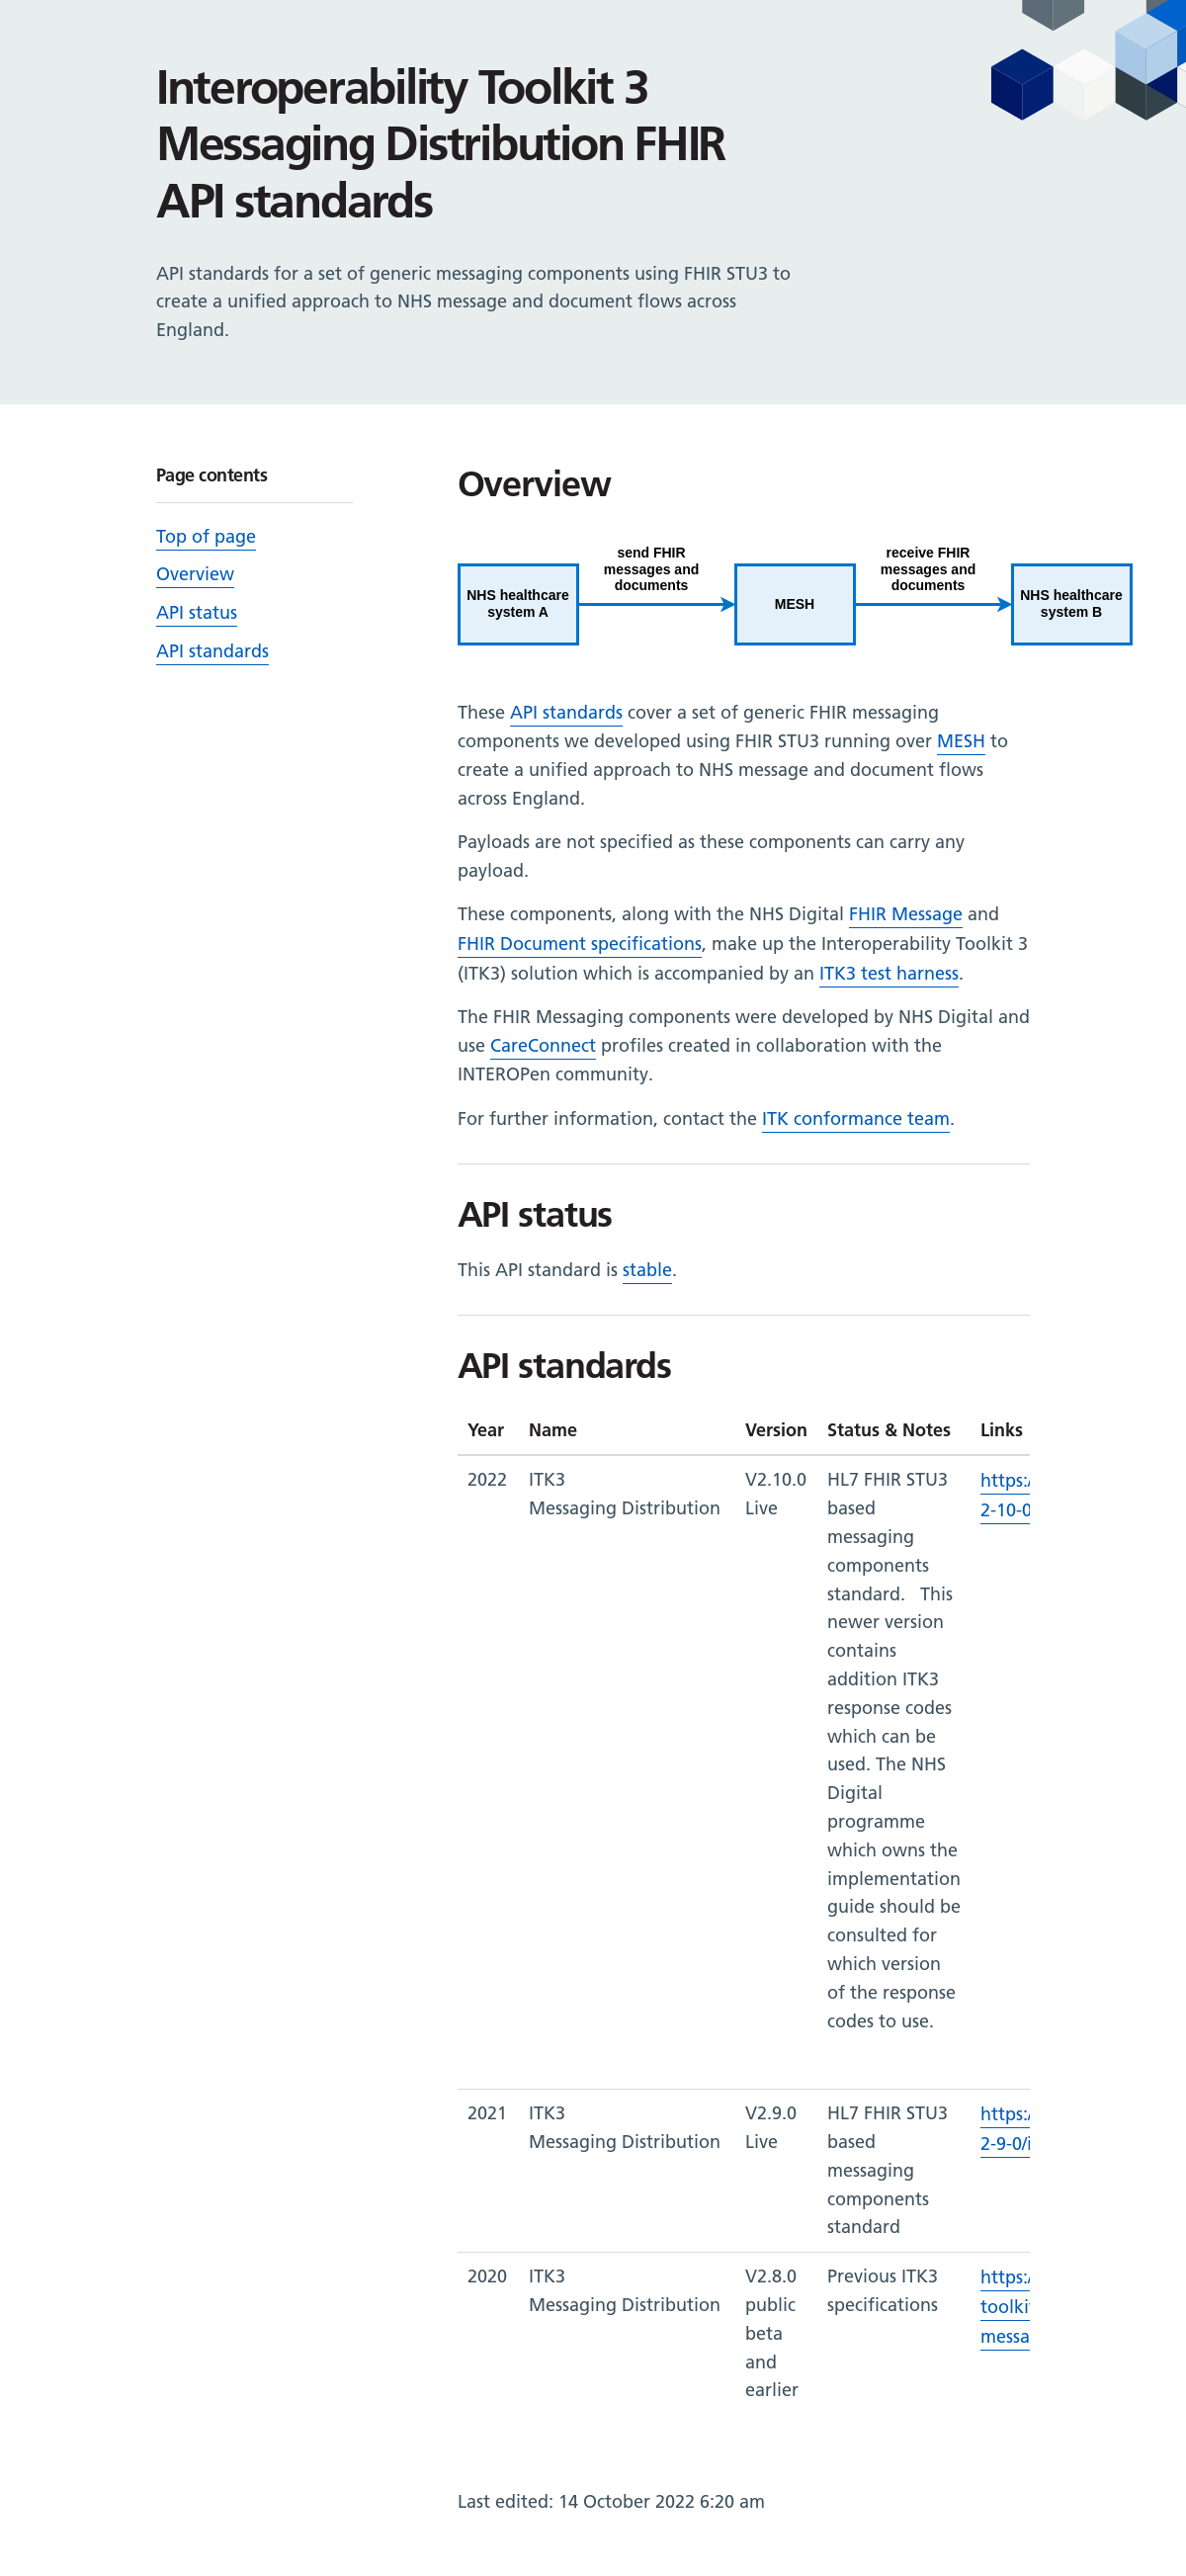 Interoperability Toolkit 3
Messaging Distribution FHIR
API standards
API standards for a set of generic messaging components using FHIR STU3 to
create a unified approach to NHS message and document flows across
England.
Page contents
Top of page
Overview
API status
API standards
Overview
NHS healthcare
system A
send FHIR
messages and
documents
MESH
receive FHIR
messages and
documents
NHS healthcare
system B
These API standards cover a set of generic FHIR messaging
components we developed using FHIR STU3 running over MESH to
create a unified approach to NHS message and document flows
across England.
Payloads are not specified as these components can carry any
payload.
These components, along with the NHS Digital FHIR Message and
FHIR Document specifications, make up the Interoperability Toolkit 3
(ITK3) solution which is accompanied by an ITK3 test harness.
The FHIR Messaging components were developed by NHS Digital and
use CareConnect profiles created in collaboration with the
INTEROPen community.
For further information, contact the ITK conformance team.
API status
This API standard is stable.
API standards
Year Name Version Status & Notes Links
2022
ITK3
Messaging Distribution
V2.10.0
Live
HL7 FHIR STU3
based
messaging
components
standard.   This
newer version
contains
addition ITK3
response codes
which can be
used. The NHS
Digital
programme
which owns the
implementation
guide should be
consulted for
which version
of the response
codes to use.
https:/
2-10-0
2021
ITK3
Messaging Distribution
V2.9.0
Live
HL7 FHIR STU3
based
messaging
components
standard
https:/
2-9-0/i
2020
ITK3
Messaging Distribution
V2.8.0
public
beta
and
earlier
Previous ITK3
specifications
https:/
toolki
messa
Last edited: 14 October 2022 6:20 am